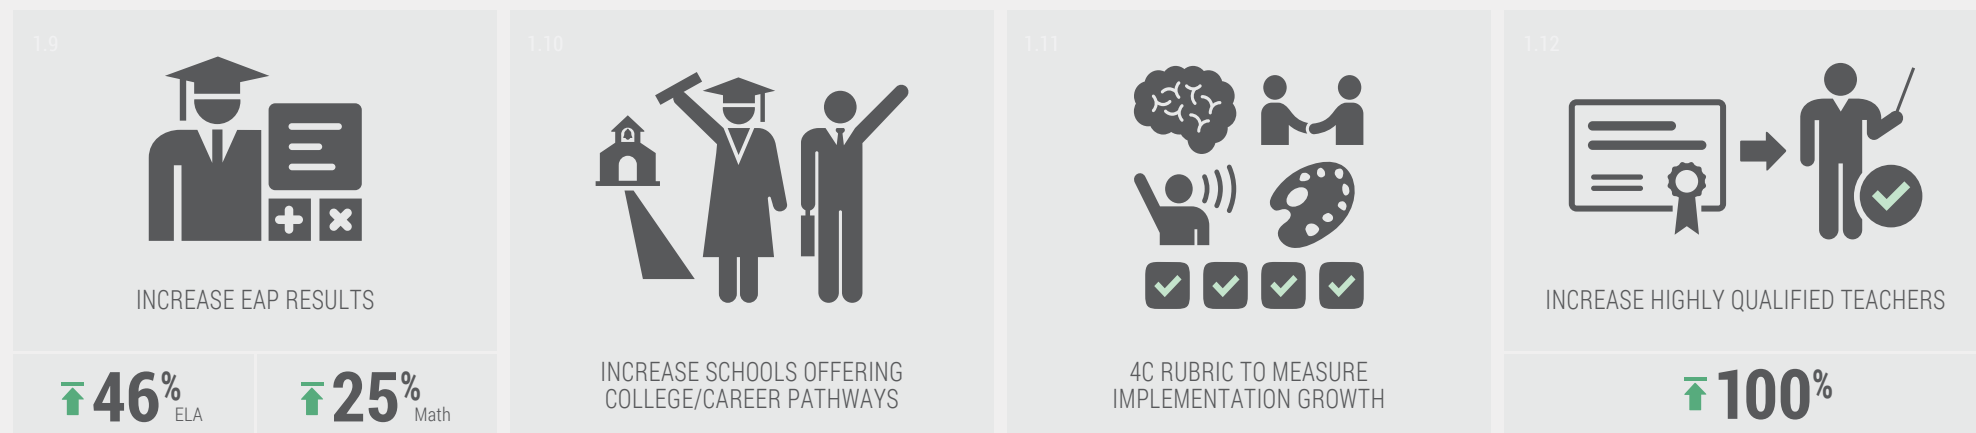 1.9
INCREASE EAP RESULTS
46% ELA
25% Math
1.10
INCREASE SCHOOLS OFFERING
COLLEGE/CAREER PATHWAYS
1.11
4C RUBRIC TO MEASURE
IMPLEMENTATION GROWTH
1.12
INCREASE HIGHLY QUALIFIED TEACHERS
100%